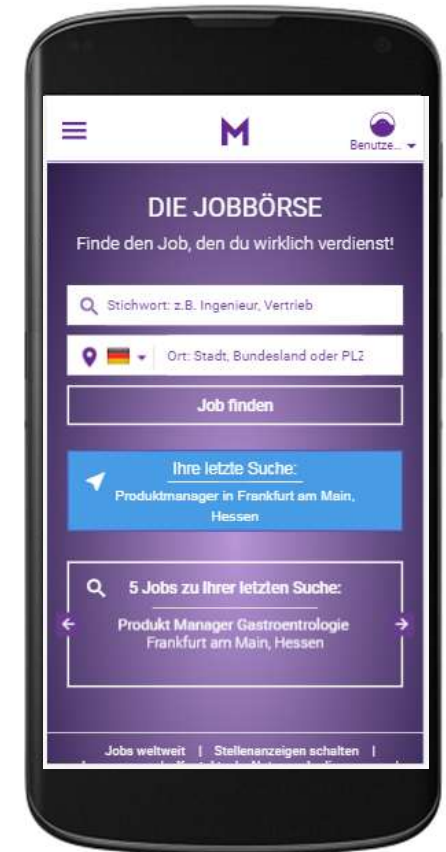 M
Benutze...
DIE JOBBÖRSE
Finde den Job, den du wirklich verdienst!
Stichwort: z.B. Ingenieur, Vertrieb
Ort: Stadt, Bundesland oder PLZ
Job finden
Ihre letzte Suche:
Produktmanager in Frankfurt am Main,
Hessen
5 Jobs zu Ihrer letzten Suche:
Produkt Manager Gastroentrologie
Frankfurt am Main, Hessen
Jobs weltweit | Stellenanzeigen schalten |